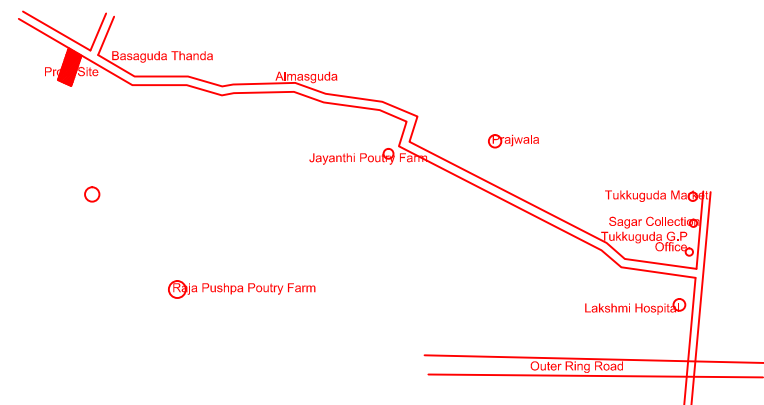 Basaguda Thanda
Site
Almasguda
Prajwala
Jayanthi Poutry Farm
Tukkuguda Market
Sagar Collection
Tukkuguda G.P
Office
Raja Pushpa Poutry Farm
Lakshmi Hospital
Outer Ring Road